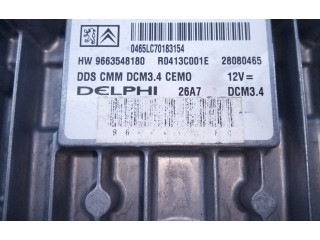 0465LC70183154
HW 9663548180 R0413C001E 28080465
DDS CMM DCM3.4 CEMO 12V=
DELPHI 26A7 DCM3.4